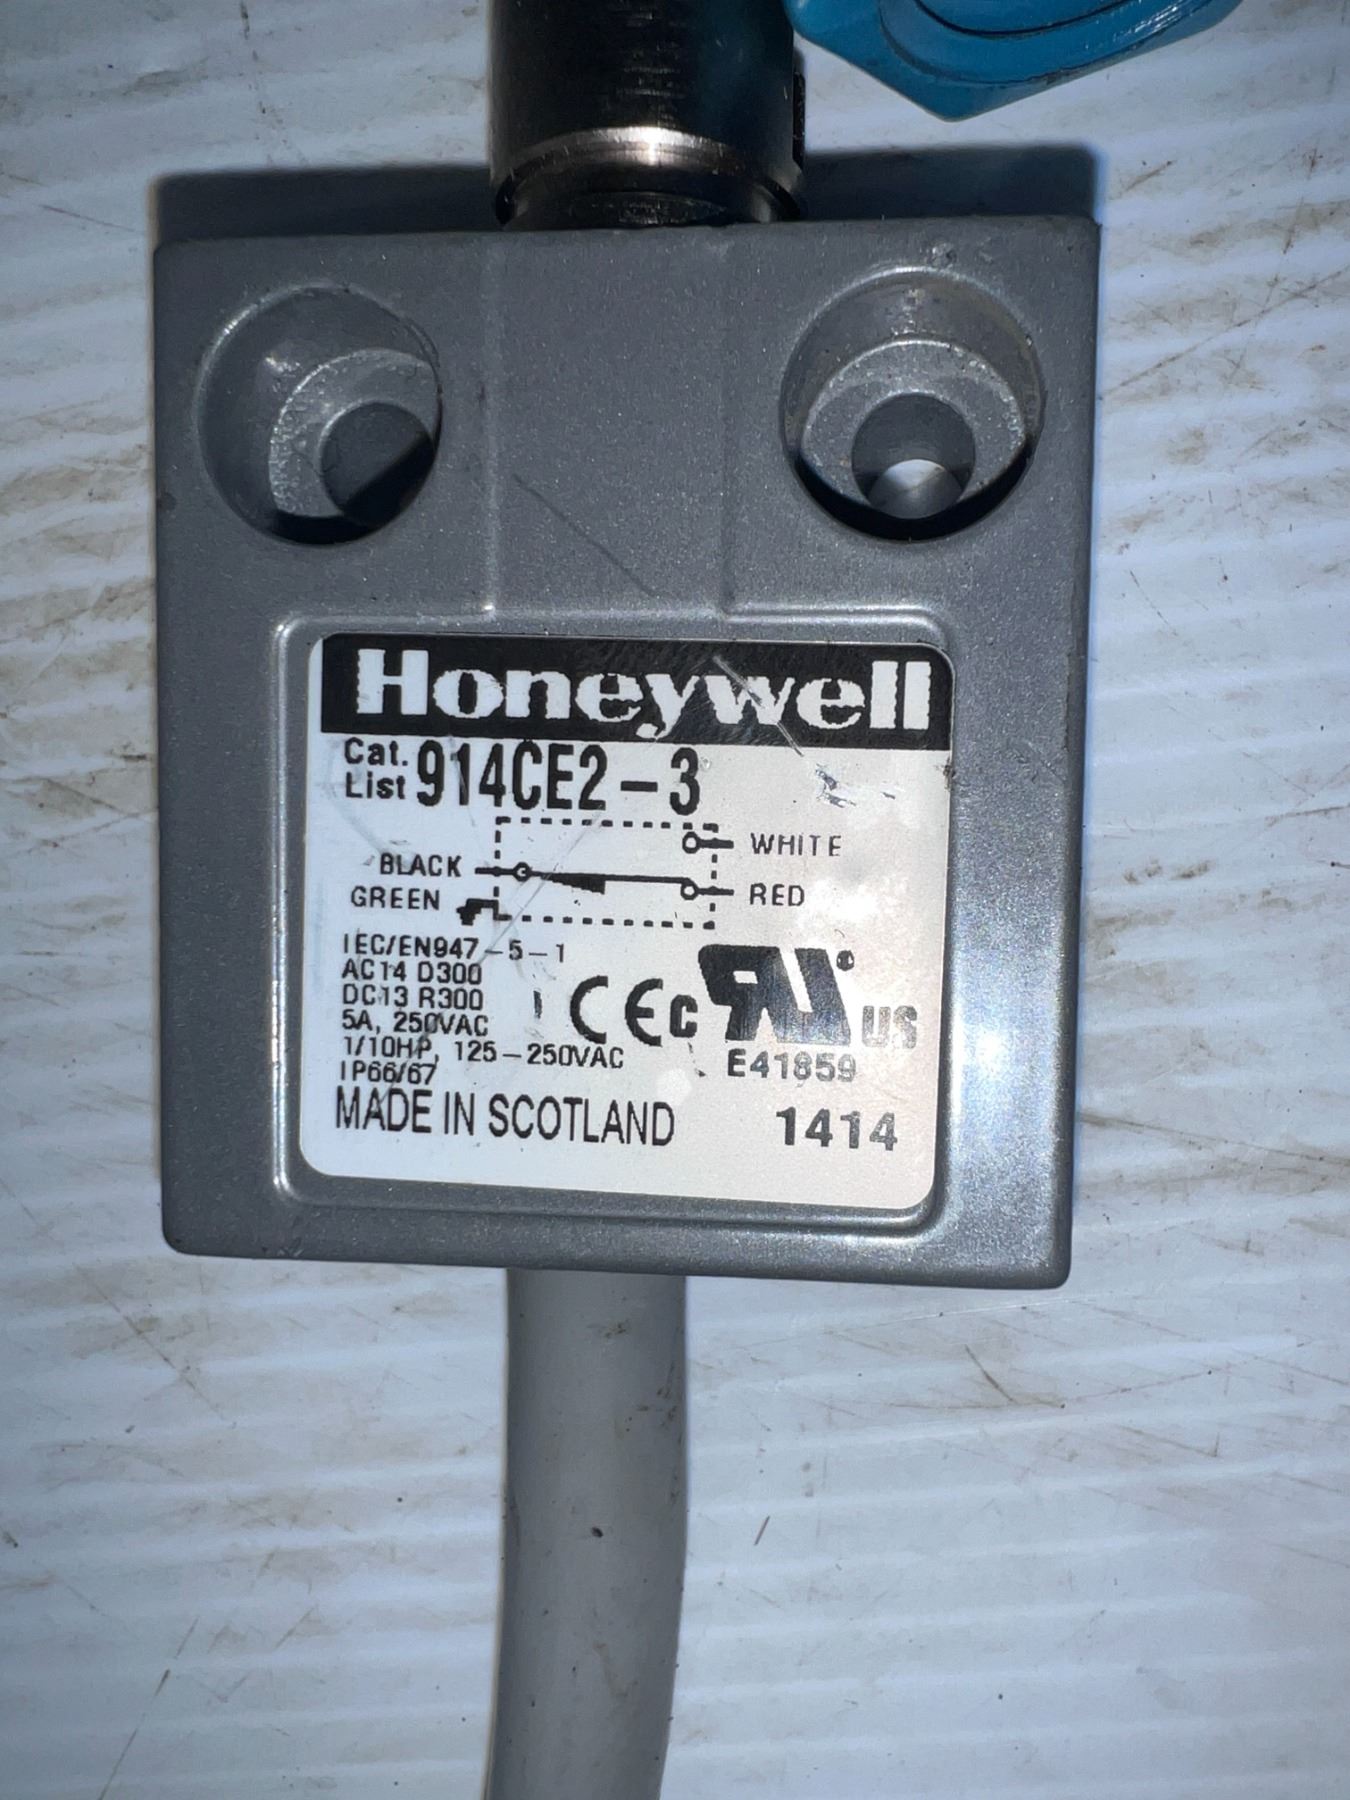 Honeywell
Cat. List 914CE2-3
WHITE
BLACK
RED
GREEN
IEC/EN947-5-1
AC14 D300
DC13 R300
5A, 250VAC
1/10HP, 125-250VAC
IP66/67
CE c RU ® US
E41859
MADE IN SCOTLAND 1414